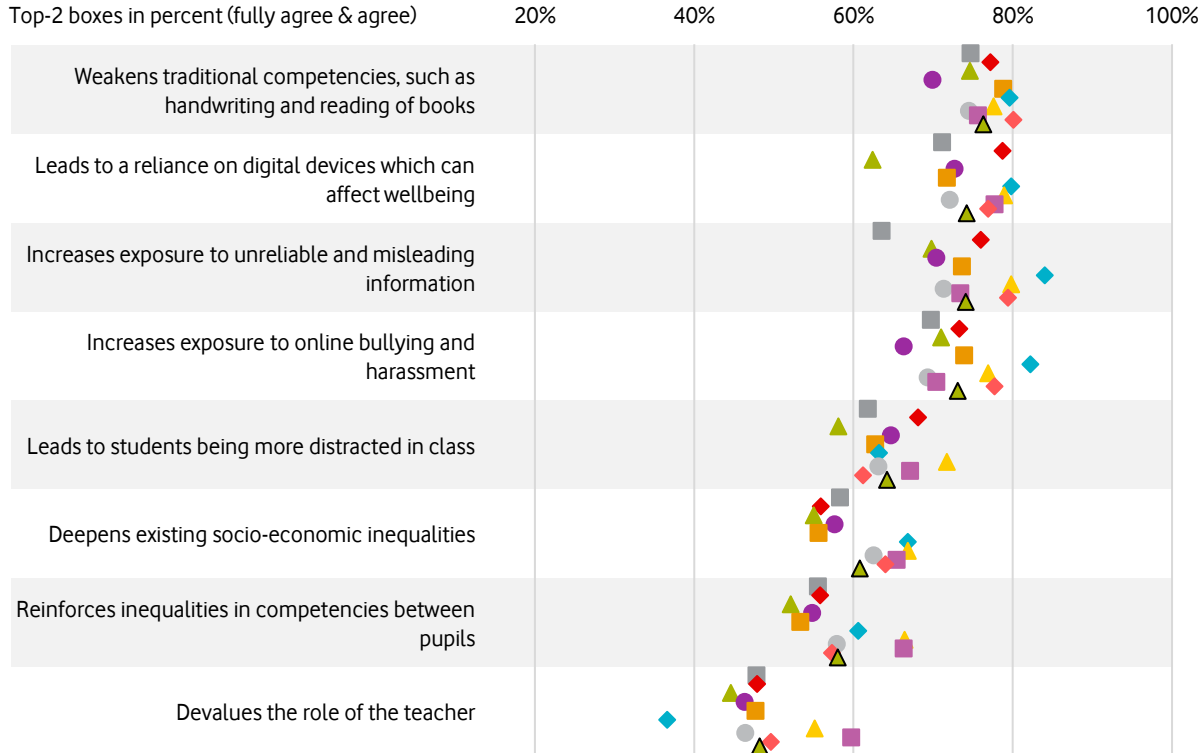 Top-2 boxes in percent (fully agree & agree) 20% 40% 60% 80% 100%
Weakens traditional competencies, such as
handwriting and reading of books
Leads to a reliance on digital devices which can
affect wellbeing
Increases exposure to unreliable and misleading
information
Increases exposure to online bullying and
harassment
Leads to students being more distracted in class
Deepens existing socio-economic inequalities
Reinforces inequalities in competencies between
pupils
Devalues the role of the teacher